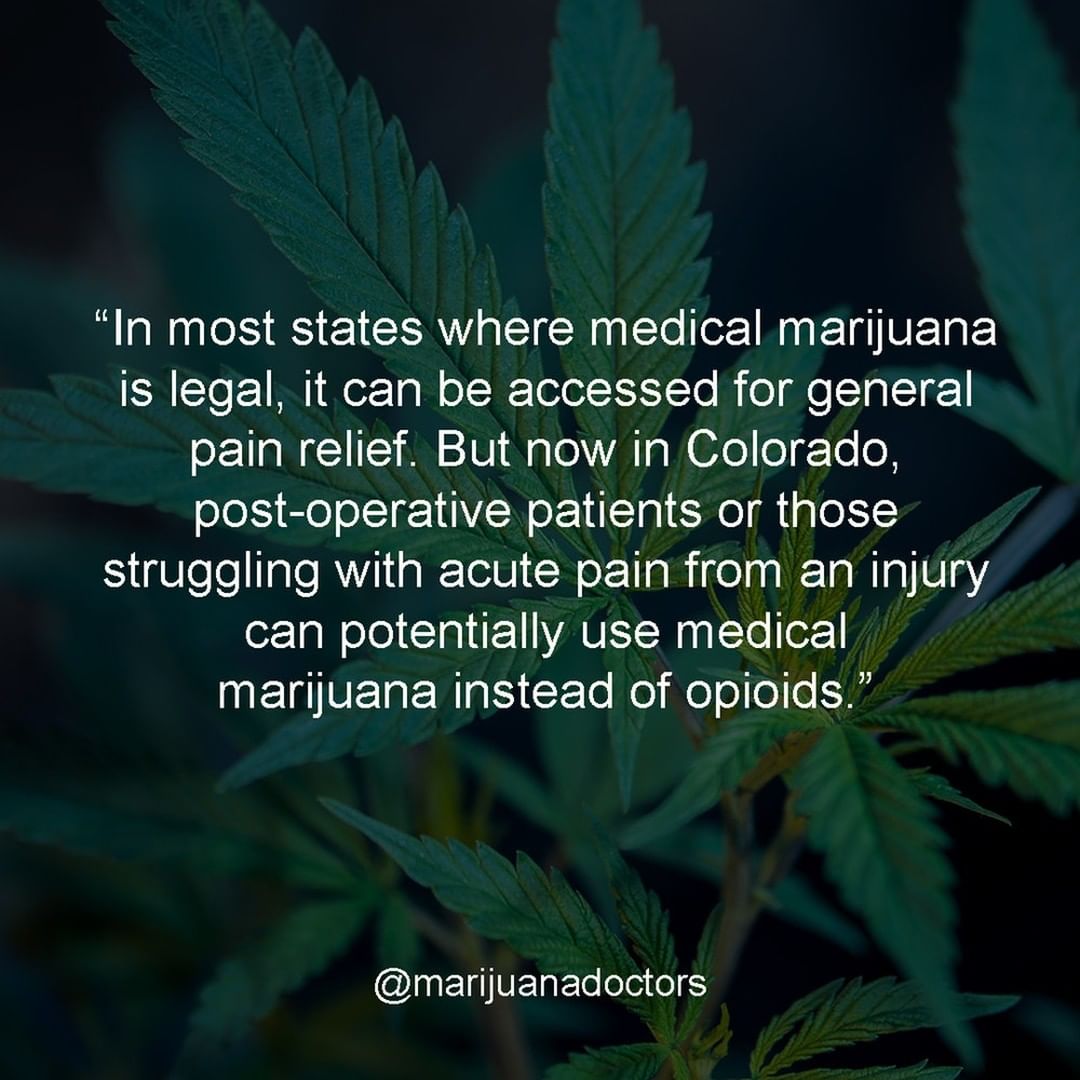 “In most states where medical marijuana
is legal, it can be accessed for general
pain relief. But now in Colorado,
post-operative patients or those
struggling with acute pain from an injury
can potentially use medical
marijuana instead of opioids.”
@marijuanadoctors